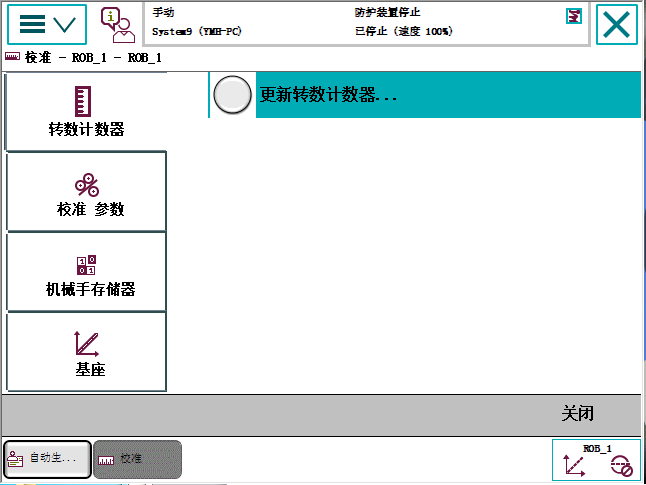 手动
防护装置停止
System9 (YMH-PC)
已停止 (速度 100%)
校准 - ROB_1 - ROB_1
转数计数器
更新转数计数器...
校准 参数
机械手存储器
基座
关闭
自动生...
校准
ROB_1